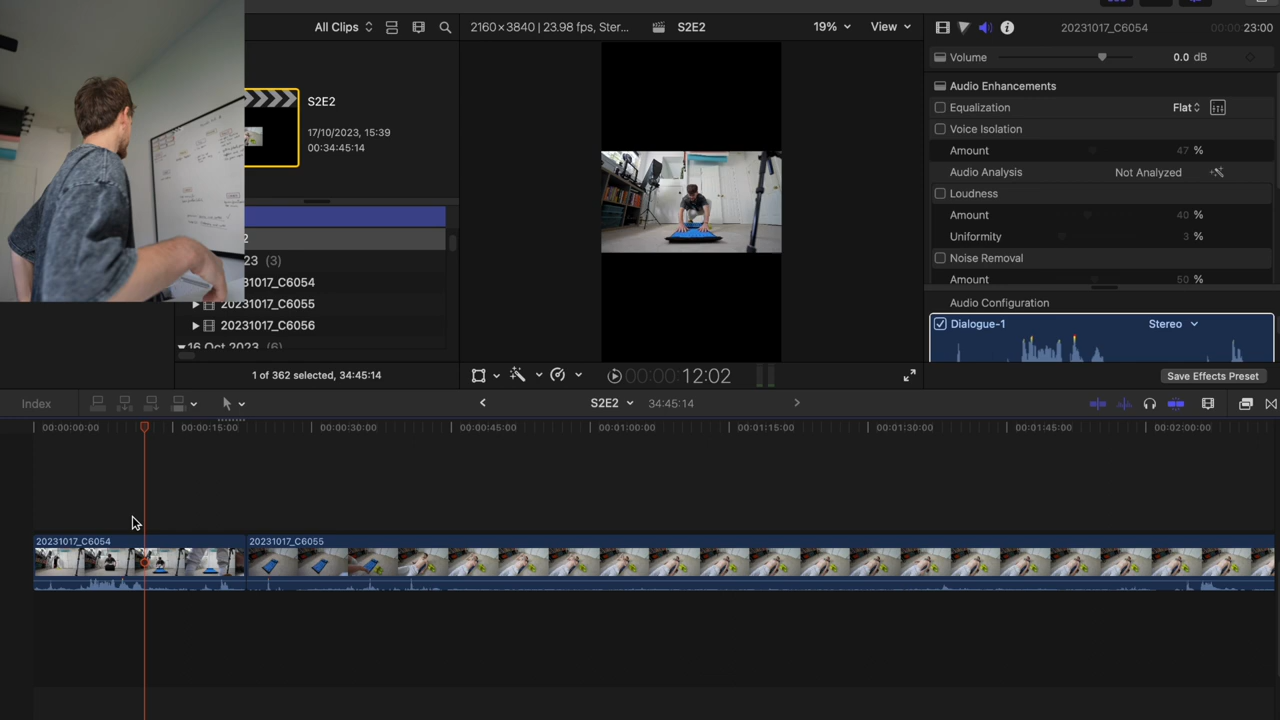 All Clips
2160×3840 | 23.98 fps, Ster...
S2E2
19%
View
20231017_C6054
00:00:23:00
Volume
0.0 dB
Audio Enhancements
Equalization
Flat
Voice Isolation
Amount
47 %
Audio Analysis
Not Analyzed
Loudness
Amount
40 %
Uniformity
3 %
Noise Removal
Amount
50 %
Audio Configuration
Dialogue-1
Stereo
Save Effects Preset
S2E2
17/10/2023, 15:39
00:34:45:14
2
23 (3)
31017_C6054
20231017_C6055
20231017_C6056
16 Oct 2023 (6)
1 of 362 selected, 34:45:14
00:00:12:02
Index
S2E2
34:45:14
00:00:00:00
00:00:15:00
00:00:30:00
00:00:45:00
00:01:00:00
00:01:15:00
00:01:30:00
00:01:45:00
00:02:00:00
20231017_C6054
20231017_C6055